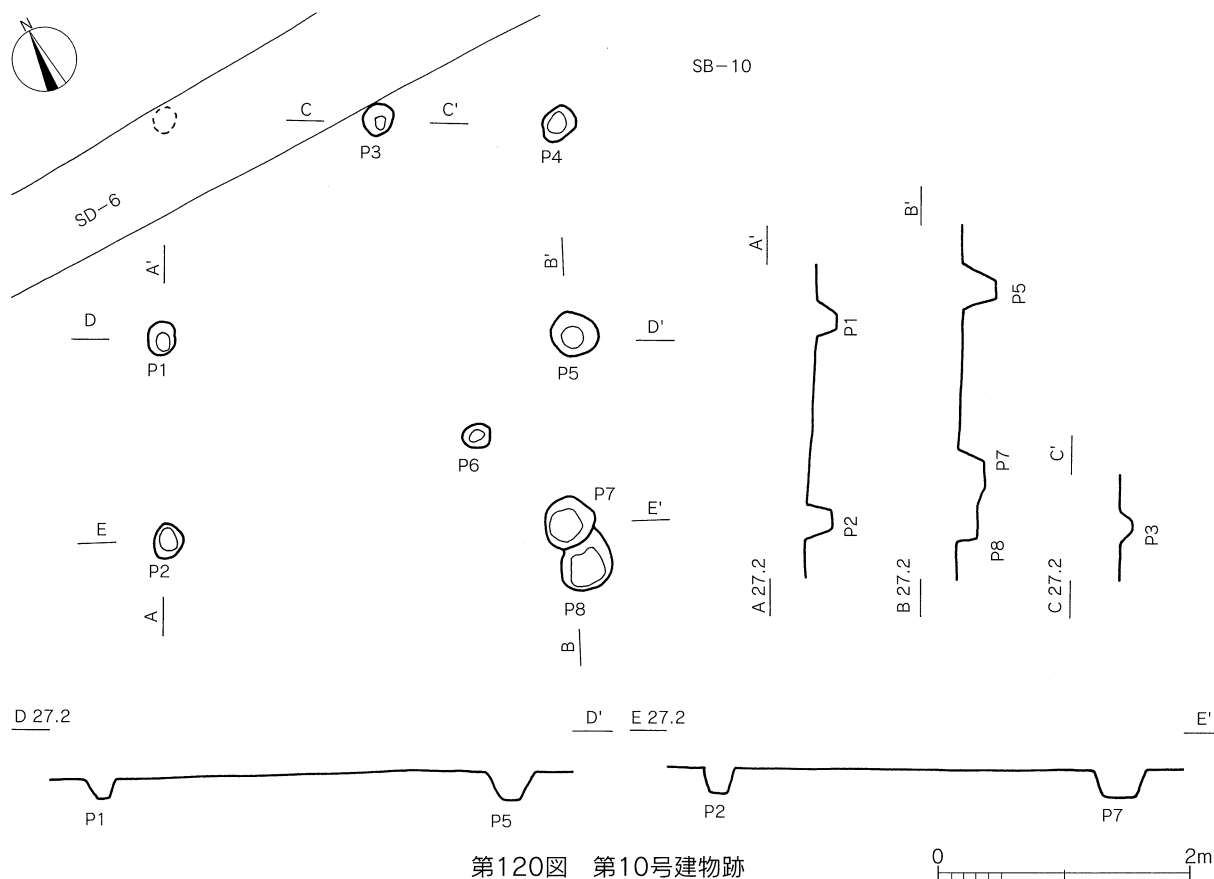 N
SB-10
C
C'
P3
P4
SD-6
A'
B'
D
D'
P1
P5
P6
P7
E
E'
P2
P8
A
B
A'
P1
P2
A 27.2
B'
P5
P7
P8
B 27.2
C'
P3
C 27.2
D 27.2
D'
P1
P5
E 27.2
E'
P2
P7
第120図 第10号建物跡
0
2m